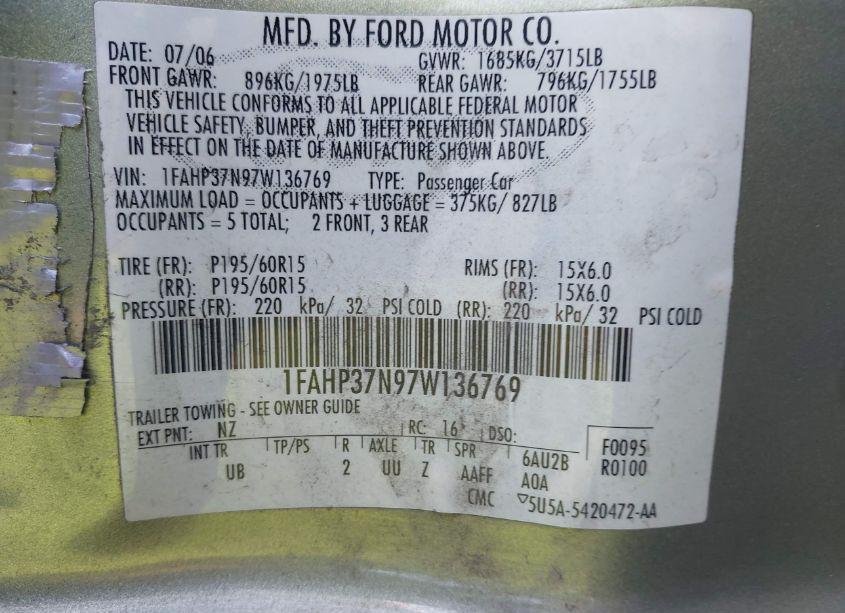 MFD. BY FORD MOTOR CO.
DATE: 07/06 GVWR: 1685KG/3715LB
FRONT GAWR: 896KG/1975LB REAR GAWR: 796KG/1755LB
THIS VEHICLE CONFORMS TO ALL APPLICABLE FEDERAL MOTOR
VEHICLE SAFETY, BUMPER, AND THEFT PREVENTION STANDARDS
IN EFFECT ON THE DATE OF MANUFACTURE SHOWN ABOVE.
VIN: 1FAHP37N97W136769 TYPE: Passenger Car
MAXIMUM LOAD = OCCUPANTS + LUGGAGE = 375KG/ 827LB
OCCUPANTS = 5 TOTAL; 2 FRONT, 3 REAR
TIRE (FR): P195/60R15 RIMS (FR): 15X6.0
(RR): P195/60R15 (RR): 15X6.0
PRESSURE (FR): 220 kPa/ 32 PSI COLD (RR): 220 kPa/ 32 PSI COLD
1FAHP37N97W136769
TRAILER TOWING - SEE OWNER GUIDE
EXT PNT: NZ RC: 16 DSO: F0095
INT TR TP/PS R AXLE TR SPR 6AU2B R0100
UB 2 UU Z AAFF A0A
CMC ▽5U5A-5420472-AA